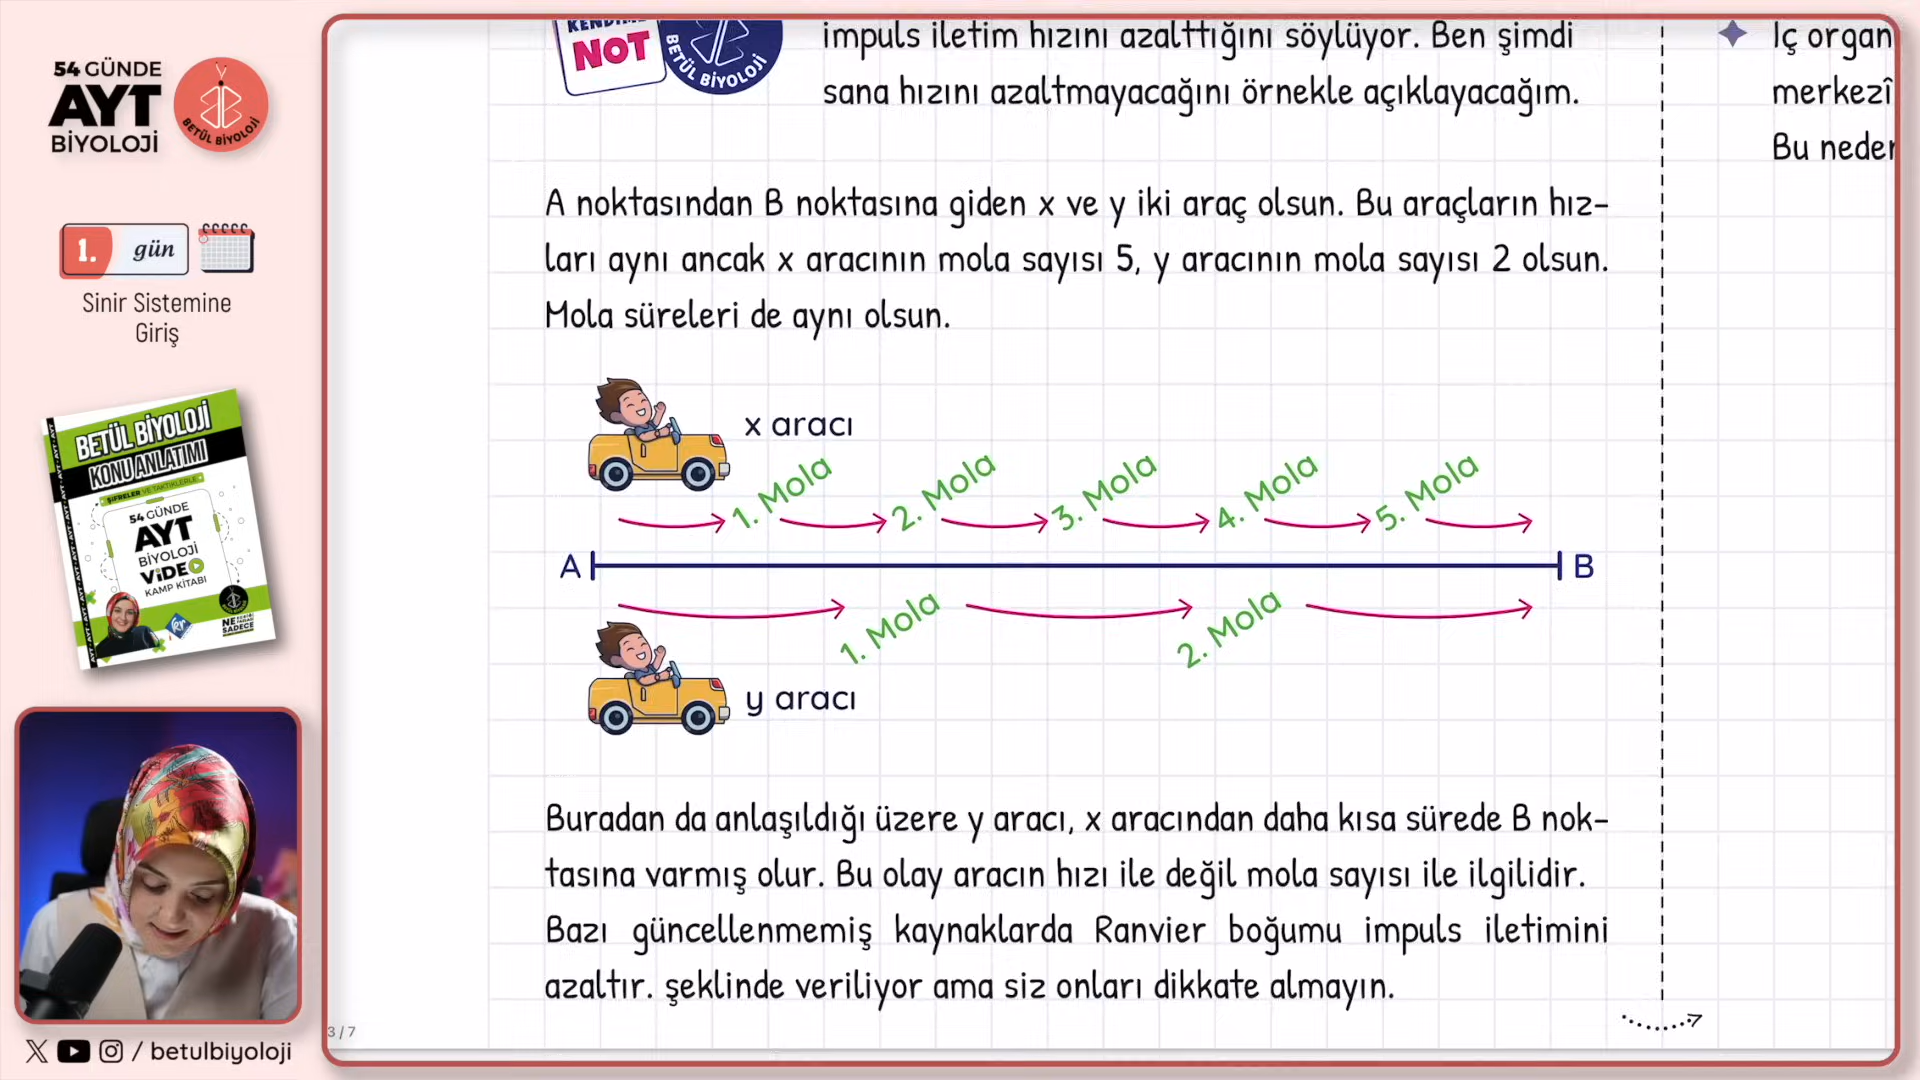 54 GÜNDE
AYT
BİYOLOJİ
BETÜL BİYOLOJİ
1. gün
Sinir Sistemine
Giriş
BETÜL BİYOLOJİ
KONU ANLATIMI
ŞİFRELER VE TAKTİKLERLE
54 GÜNDE
AYT
BİYOLOJİ
VİDEO
KAMP KİTABI
/ betulbiyoloji
NOT
BETÜL BİYOLOJİ
impuls iletim hızını azalttığını söylüyor. Ben şimdi
sana hızını azaltmayacağını örnekle açıklayacağım.
A noktasından B noktasına giden x ve y iki araç olsun. Bu araçların hız-
ları aynı ancak x aracının mola sayısı 5, y aracının mola sayısı 2 olsun.
Mola süreleri de aynı olsun.
x aracı
1. Mola 2. Mola 3. Mola 4. Mola 5. Mola
A B
1. Mola 2. Mola
y aracı
Buradan da anlaşıldığı üzere y aracı, x aracından daha kısa sürede B nok-
tasına varmış olur. Bu olay aracın hızı ile değil mola sayısı ile ilgilidir.
Bazı güncellenmemiş kaynaklarda Ranvier boğumu impuls iletimini
azaltır. şeklinde veriliyor ama siz onları dikkate almayın.
3 / 7
İç organ
merkezî
Bu neden